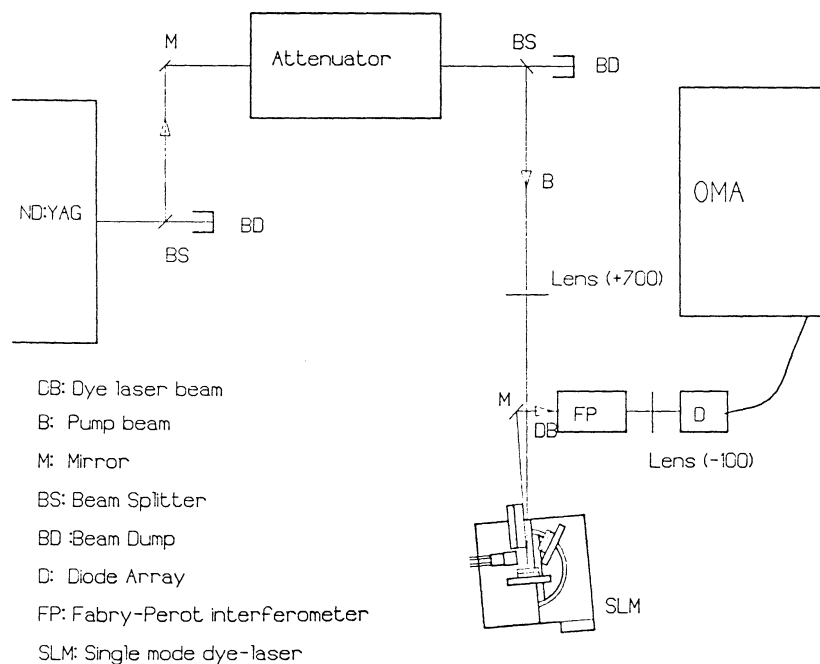 M
Attenuator
BS
BD
ND:YAG
BD
BS
B
OMA
Lens (+700)
M
DB
FP
D
Lens (-100)
SLM
DB: Dye laser beam
B: Pump beam
M: Mirror
BS: Beam Splitter
BD :Beam Dump
D: Diode Array
FP: Fabry-Perot interferometer
SLM: Single mode dye-laser